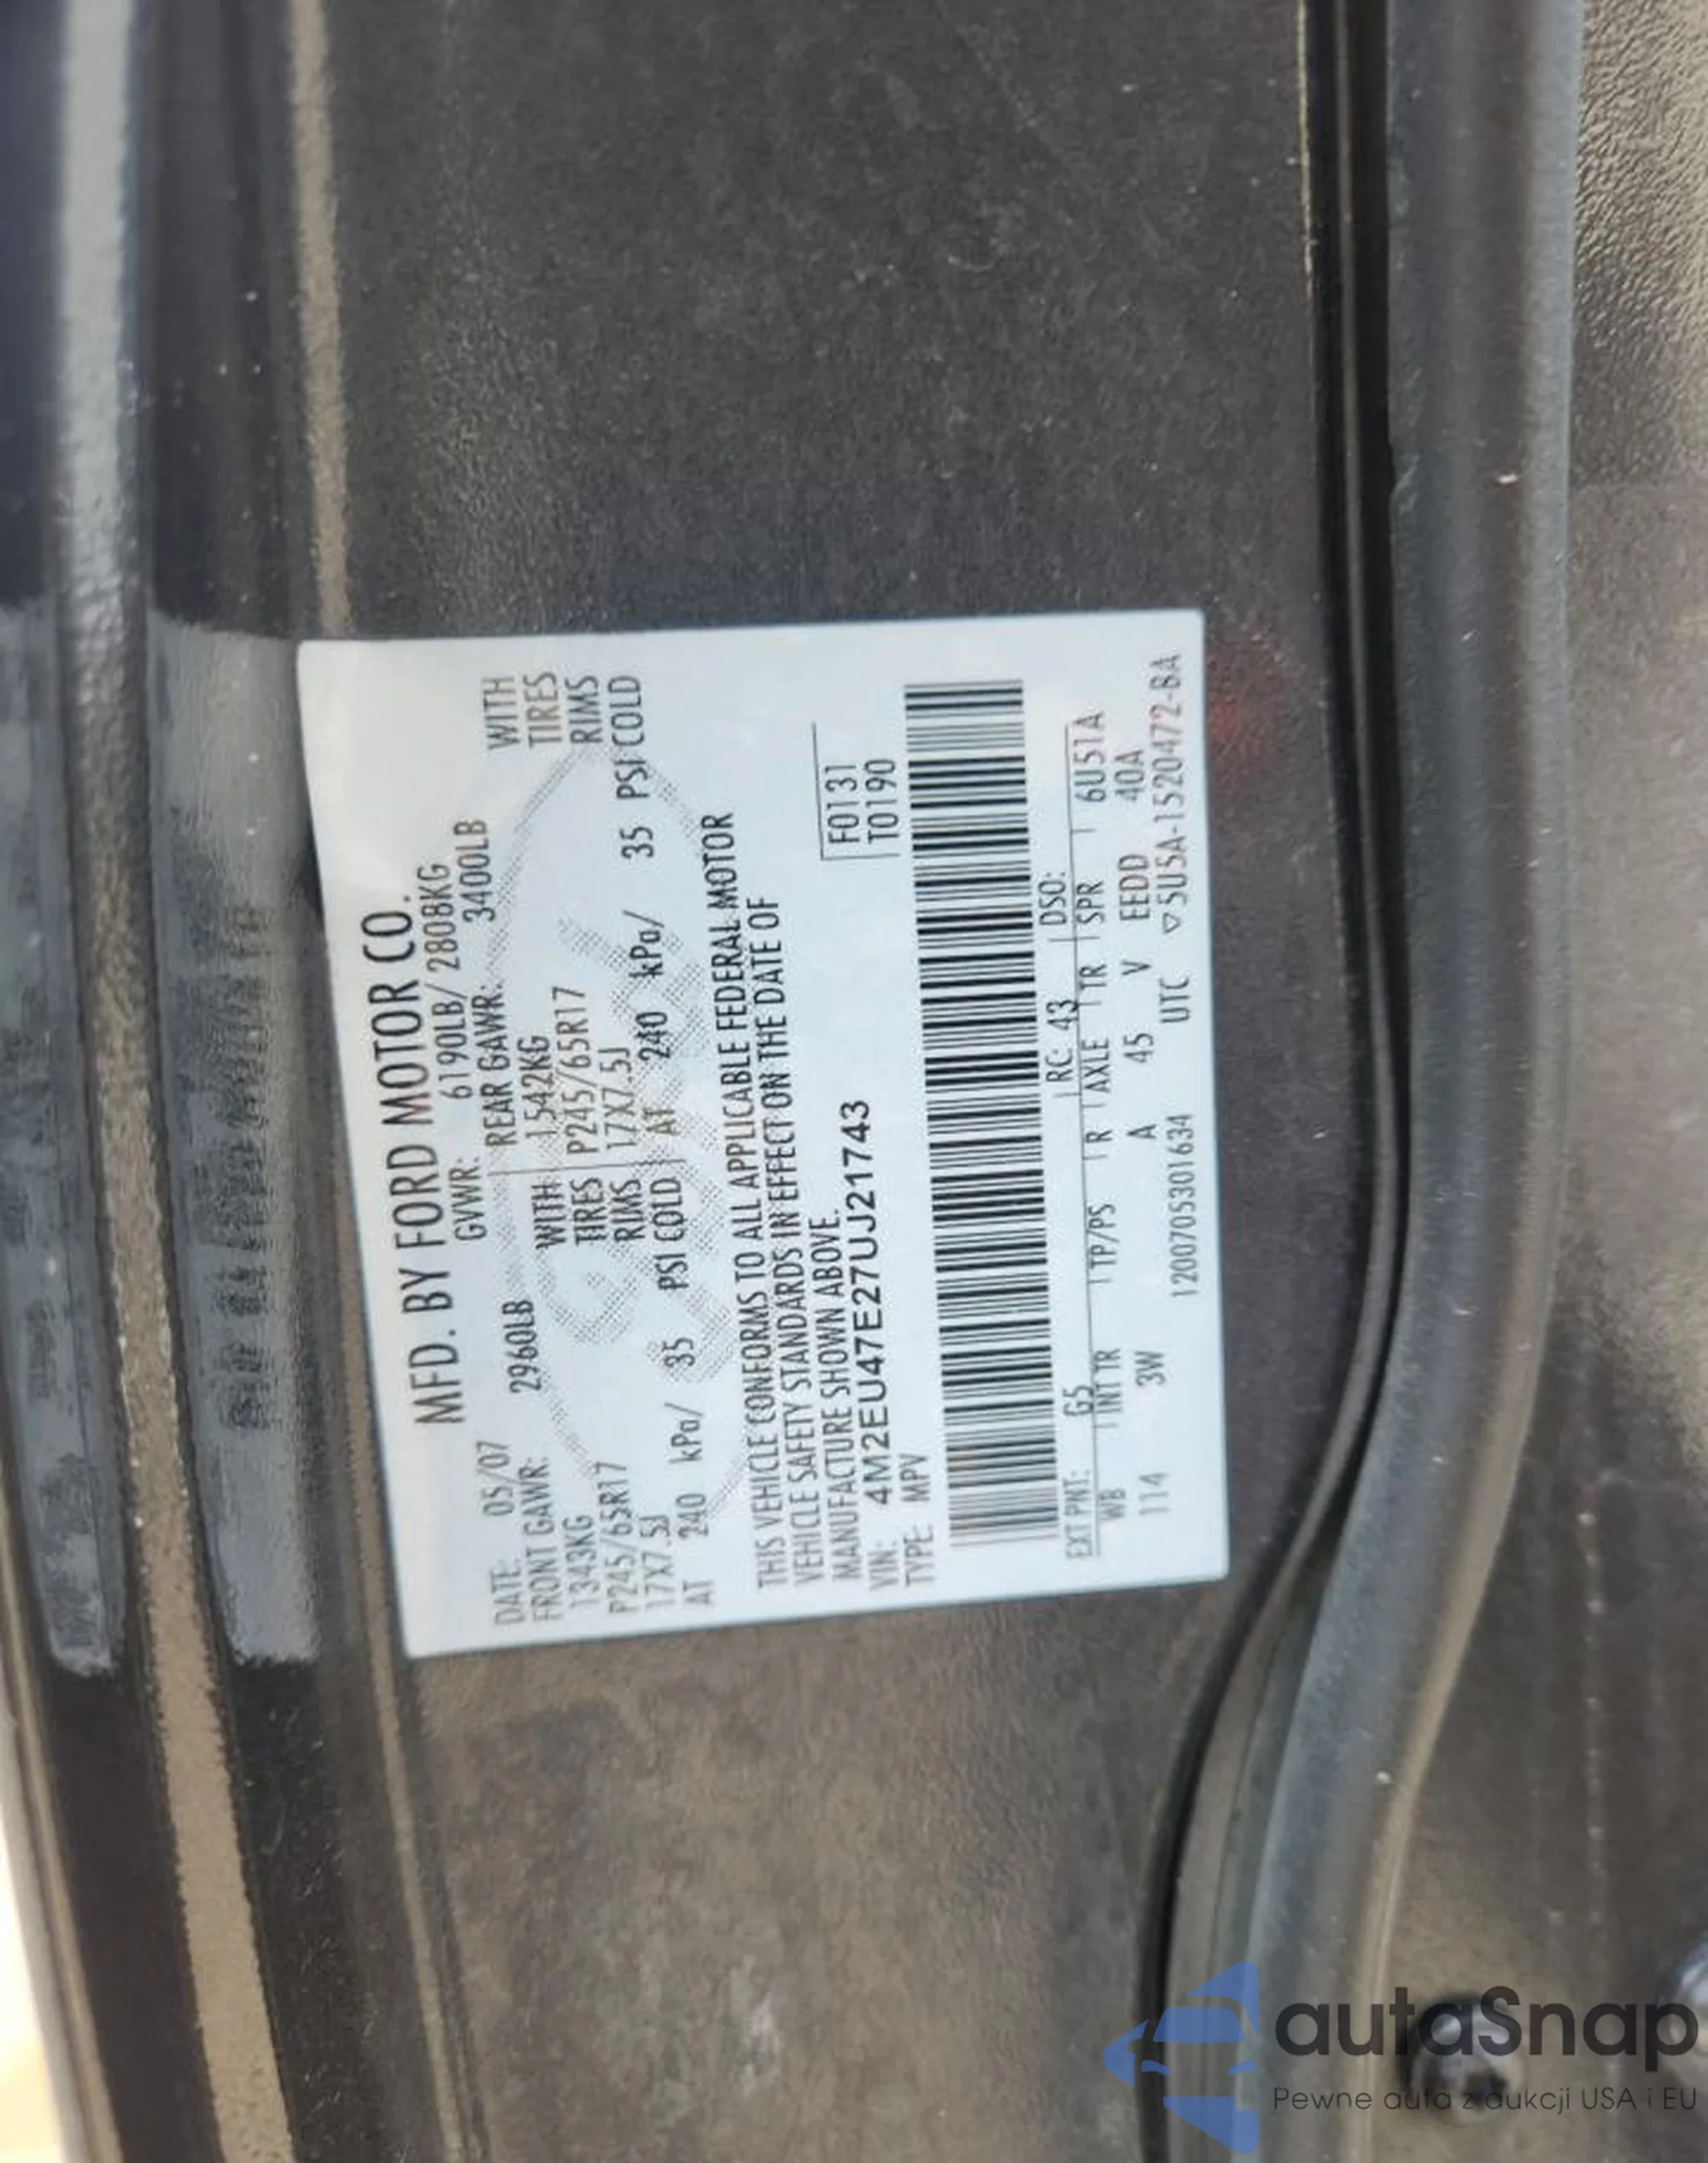 MFD. BY FORD MOTOR CO.
DATE: 05/07 GVWR: 6190LB/ 2808KG
FRONT GAWR: 2960LB REAR GAWR: 3400LB
1343KG WITH 1542KG WITH
P245/65R17 TIRES P245/65R17 TIRES
17X7.5J RIMS 17X7.5J RIMS
AT 240 kPa/ 35 PSI COLD AT 240 kPa/ 35 PSI COLD
THIS VEHICLE CONFORMS TO ALL APPLICABLE FEDERAL MOTOR
VEHICLE SAFETY STANDARDS IN EFFECT ON THE DATE OF
MANUFACTURE SHOWN ABOVE.
VIN: 4M2EU47E27UJ21743 F0131
TYPE: MPV T0190
EXT PNT: G5 RC: 43 DSO:
WB INT TR TP/PS R AXLE TR SPR 6U51A
114 3W A 45 V EEDD 40A
1200705301634 UTC ▽5U5A-1520472-BA
autaSnap
Pewne auta z aukcji USA i EU